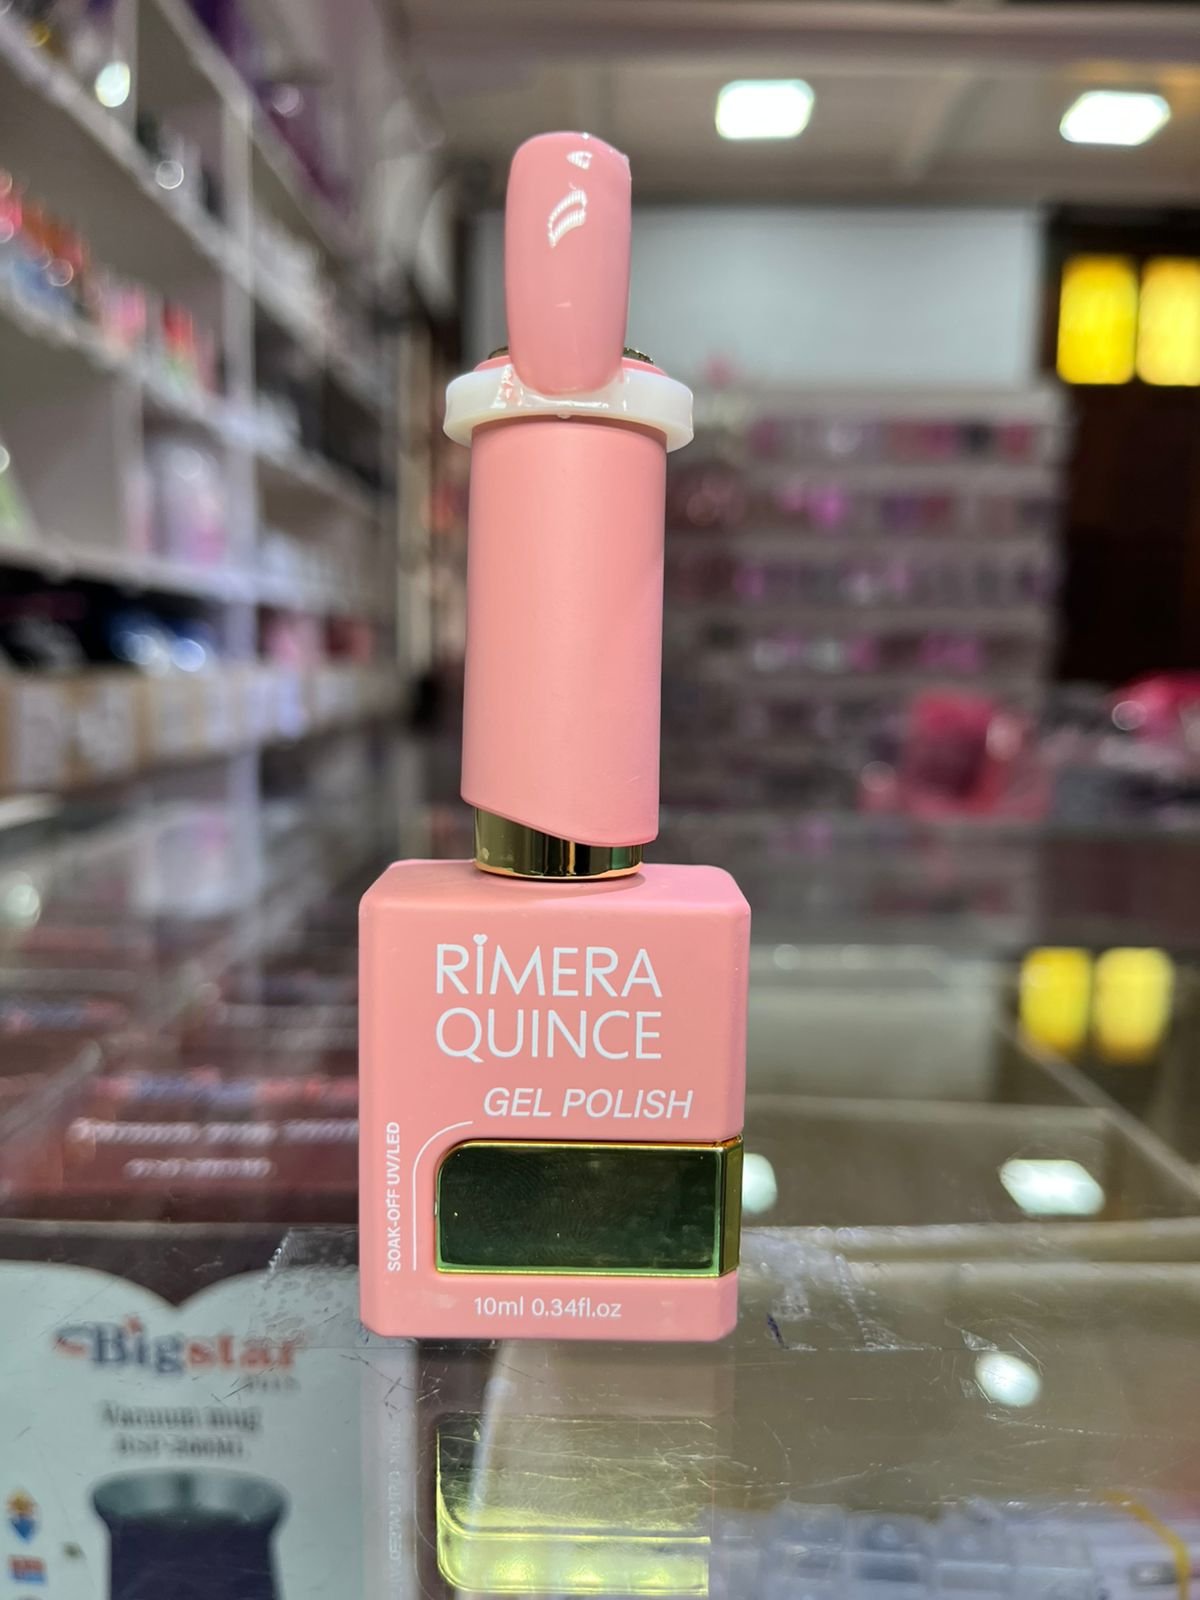 RIMERA
QUINCE
GEL POLISH
SOAK-OFF UV/LED
10ml 0.34fl.oz
Bigstar
Vacuum mug